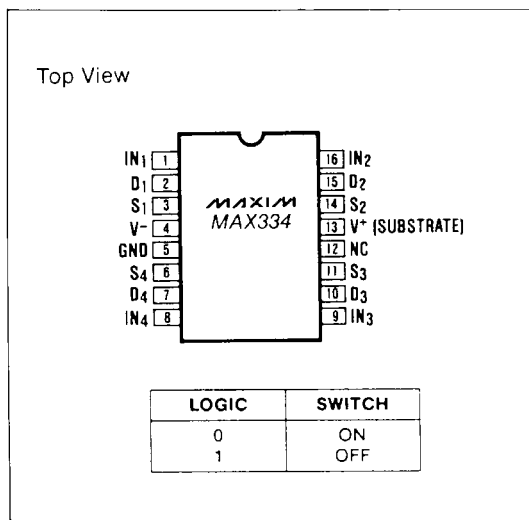 Top View
IN1 1 16 IN2
D1 2 15 D2
S1 3 14 S2
V- 4 13 V+ (SUBSTRATE)
GND 5 12 NC
S4 6 11 S3
D4 7 10 D3
IN4 8 9 IN3
MAXIM
MAX334
LOGIC SWITCH
0 ON
1 OFF